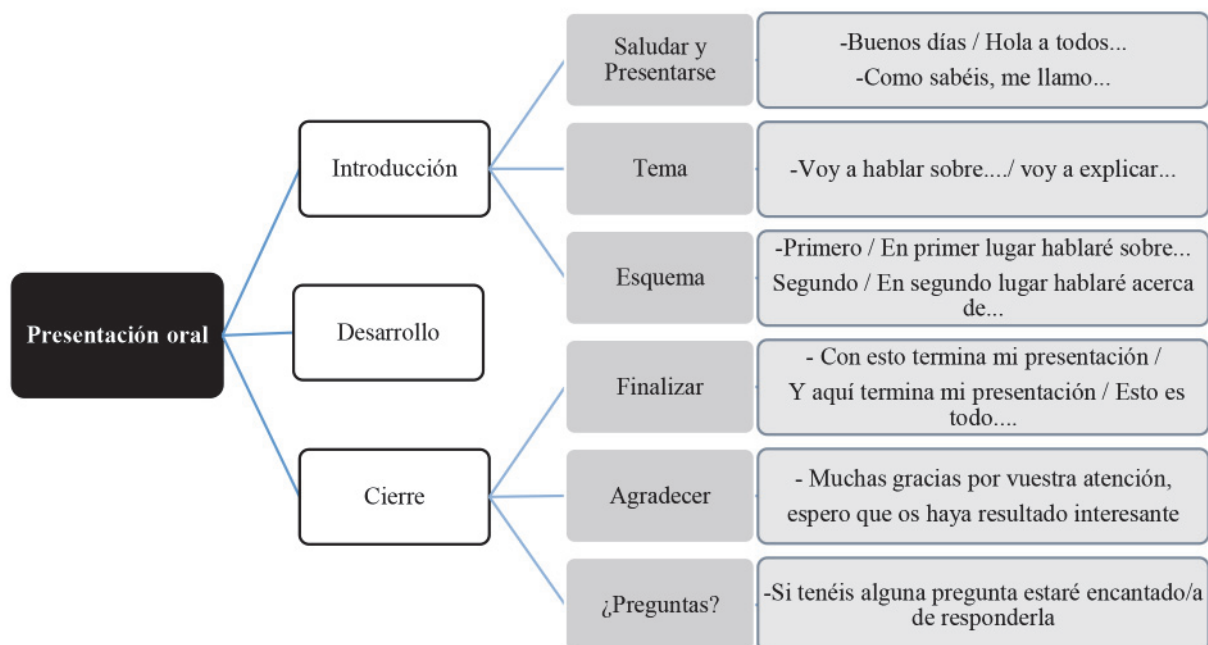 Presentación oral
Introducción
Saludar y
Presentarse
-Buenos días / Hola a todos...
-Como sabéis, me llamo...
Tema
-Voy a hablar sobre..../ voy a explicar...
Esquema
-Primero / En primer lugar hablaré sobre...
Segundo / En segundo lugar hablaré acerca
de...
Desarrollo
Cierre
Finalizar
- Con esto termina mi presentación /
Y aquí termina mi presentación / Esto es
todo....
Agradecer
- Muchas gracias por vuestra atención,
espero que os haya resultado interesante
¿Preguntas?
-Si tenéis alguna pregunta estaré encantado/a
de responderla